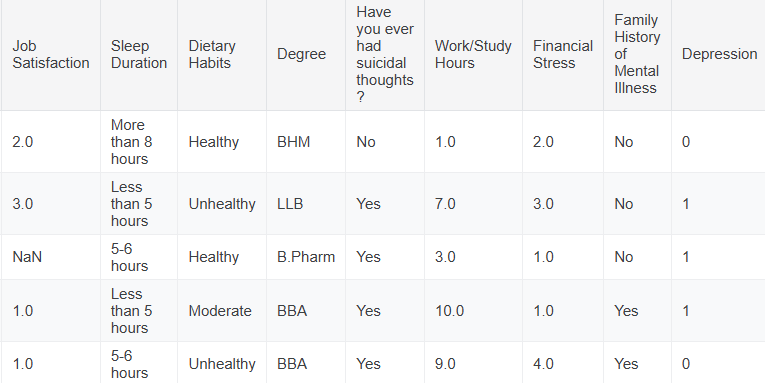 Job Satisfaction | Sleep Duration | Dietary Habits | Degree | Have you ever had suicidal thoughts ? | Work/Study Hours | Financial Stress | Family History of Mental Illness | Depression
2.0 | More than 8 hours | Healthy | BHM | No | 1.0 | 2.0 | No | 0
3.0 | Less than 5 hours | Unhealthy | LLB | Yes | 7.0 | 3.0 | No | 1
NaN | 5-6 hours | Healthy | B.Pharm | Yes | 3.0 | 1.0 | No | 1
1.0 | Less than 5 hours | Moderate | BBA | Yes | 10.0 | 1.0 | Yes | 1
1.0 | 5-6 hours | Unhealthy | BBA | Yes | 9.0 | 4.0 | Yes | 0